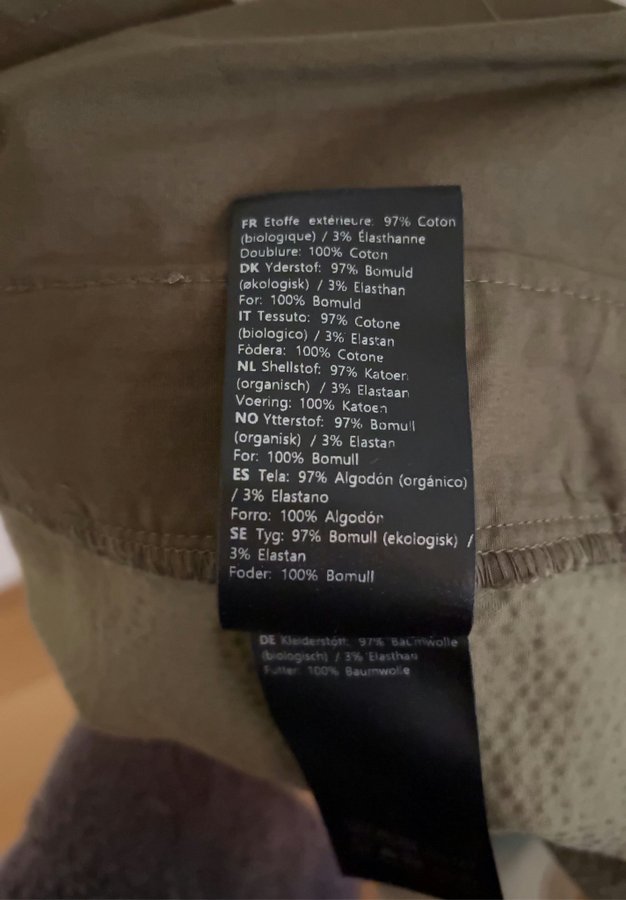 FR Etoffe extérieure: 97% Coton
(biologique) / 3% Élasthanne
Doublure: 100% Coton
DK Yderstof: 97% Bomuld
(økologisk) / 3% Elasthan
For: 100% Bomuld
IT Tessuto: 97% Cotone
(biologico) / 3% Elastan
Fòdera: 100% Cotone
NL Shellstof: 97% Katoen
(organisch) / 3% Elastaan
Voering: 100% Katoen
NO Ytterstof: 97% Bomull
(organisk) / 3% Elastan
For: 100% Bomull
ES Tela: 97% Algodón (orgánico)
/ 3% Elastano
Forro: 100% Algodón
SE Tyg: 97% Bomull (ekologisk) /
3% Elastan
Foder: 100% Bomull
DE Kleiderstoff: 97% Baumwolle
(biologisch) / 3% Elasthan
Futter: 100% Baumwolle